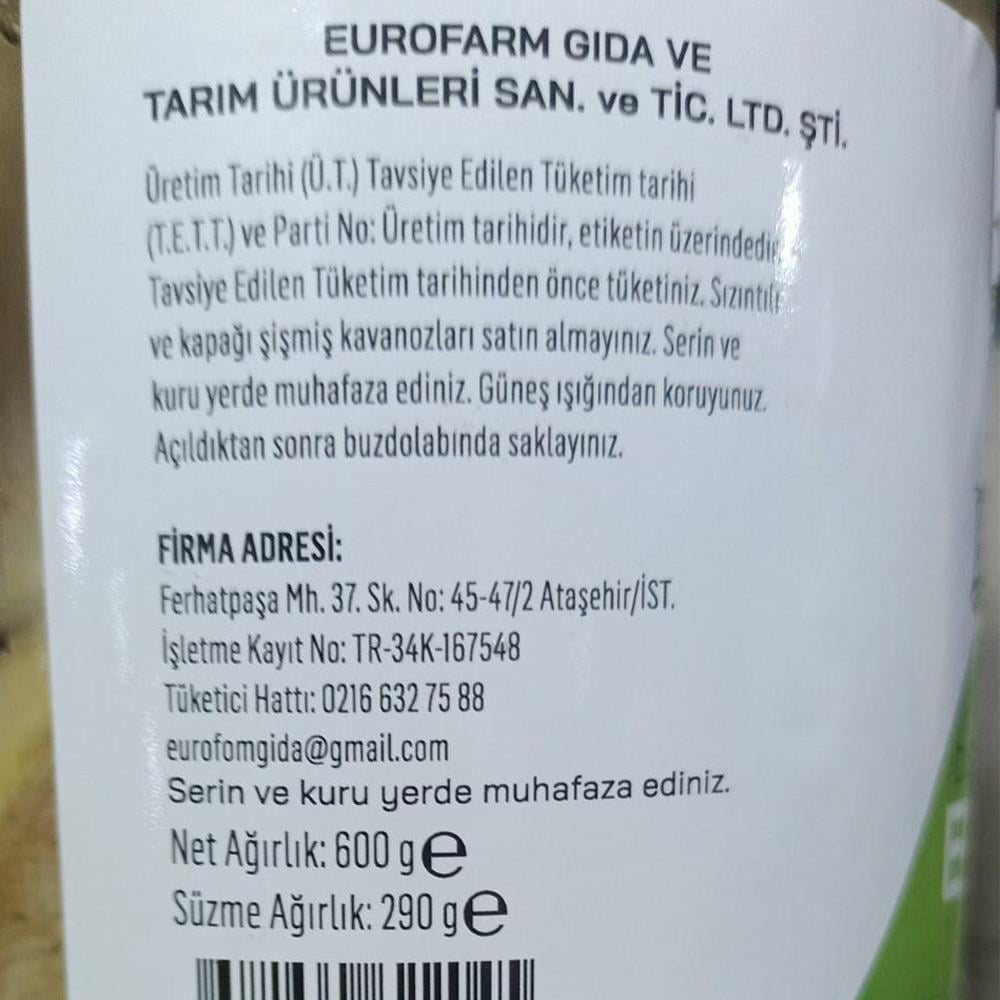 EUROFARM GIDA VE
TARIM ÜRÜNLERİ SAN. ve TİC. LTD. ŞTİ.
Üretim Tarihi (Ü.T.) Tavsiye Edilen Tüketim tarihi
(T.E.T.T.) ve Parti No: Üretim tarihidir, etiketin üzerindedir.
Tavsiye Edilen Tüketim tarihinden önce tüketiniz. Sızıntılı
ve kapağı şişmiş kavanozları satın almayınız. Serin ve
kuru yerde muhafaza ediniz. Güneş ışığından koruyunuz.
Açıldıktan sonra buzdolabında saklayınız.
FİRMA ADRESİ:
Ferhatpaşa Mh. 37. Sk. No: 45-47/2 Ataşehir/İST.
İşletme Kayıt No: TR-34K-167548
Tüketici Hattı: 0216 632 75 88
eurofomgida@gmail.com
Serin ve kuru yerde muhafaza ediniz.
Net Ağırlık: 600 g e
Süzme Ağırlık: 290 g e